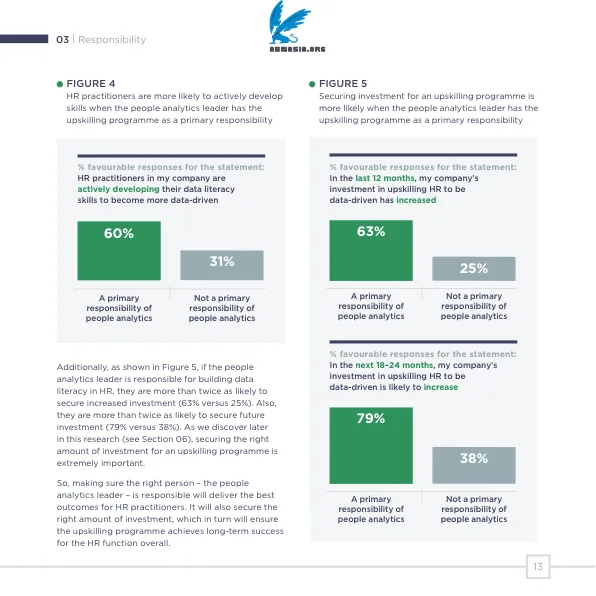 ABNASIA.ORG
03 | Responsibility
FIGURE 4
HR practitioners are more likely to actively develop
skills when the people analytics leader has the
upskilling programme as a primary responsibility
% favourable responses for the statement:
HR practitioners in my company are
actively developing their data literacy
skills to become more data-driven
60%
31%
A primary
responsibility of
people analytics
Not a primary
responsibility of
people analytics
Additionally, as shown in Figure 5, if the people
analytics leader is responsible for building data
literacy in HR, they are more than twice as likely to
secure increased investment (63% versus 25%). Also,
they are more than twice as likely to secure future
investment (79% versus 38%). As we discover later
in this research (see Section 06), securing the right
amount of investment for an upskilling programme is
extremely important.
So, making sure the right person – the people
analytics leader – is responsible will deliver the best
outcomes for HR practitioners. It will also secure the
right amount of investment, which in turn will ensure
the upskilling programme achieves long-term success
for the HR function overall.
FIGURE 5
Securing investment for an upskilling programme is
more likely when the people analytics leader has the
upskilling programme as a primary responsibility
% favourable responses for the statement:
In the last 12 months, my company's
investment in upskilling HR to be
data-driven has increased
63%
25%
A primary
responsibility of
people analytics
Not a primary
responsibility of
people analytics
% favourable responses for the statement:
In the next 18–24 months, my company's
investment in upskilling HR to be
data-driven is likely to increase
79%
38%
A primary
responsibility of
people analytics
Not a primary
responsibility of
people analytics
13